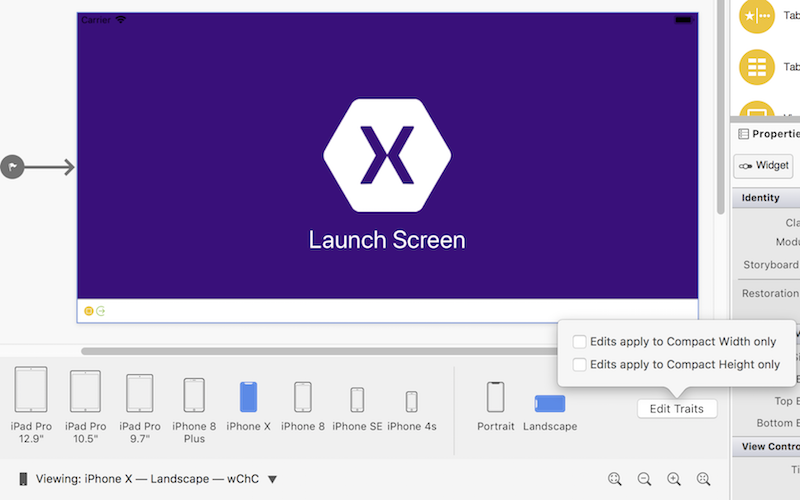 Carrier
Launch Screen
Tab
Tab
Properties
Widget
Identity
Cla
Modu
Storyboard
Restoration
Edits apply to Compact Width only
Edits apply to Compact Height only
Edit Traits
Top E
Bottom E
View Contro
Ti
iPad Pro
12.9"
iPad Pro
10.5"
iPad Pro
9.7"
iPhone 8
Plus
iPhone X
iPhone 8
iPhone SE
iPhone 4s
Portrait
Landscape
Viewing: iPhone X — Landscape — wChC